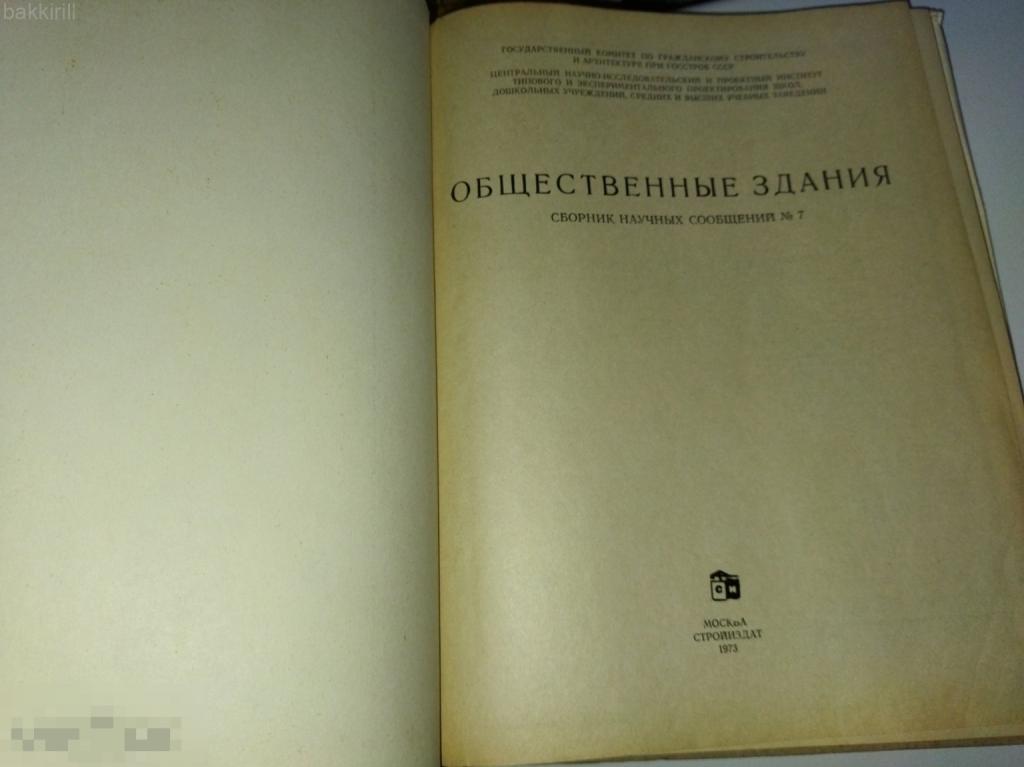 bakkirill
ГОСУДАРСТВЕННЫЙ КОМИТЕТ ПО ГРАЖДАНСКОМУ СТРОИТЕЛЬСТВУ
И АРХИТЕКТУРЕ ПРИ ГОССТРОЕ СССР
ЦЕНТРАЛЬНЫЙ НАУЧНО-ИССЛЕДОВАТЕЛЬСКИЙ И ПРОЕКТНЫЙ ИНСТИТУТ
ТИПОВОГО И ЭКСПЕРИМЕНТАЛЬНОГО ПРОЕКТИРОВАНИЯ ШКОЛ,
ДОШКОЛЬНЫХ УЧРЕЖДЕНИЙ, СРЕДНИХ И ВЫСШИХ УЧЕБНЫХ ЗАВЕДЕНИЙ
ОБЩЕСТВЕННЫЕ ЗДАНИЯ
СБОРНИК НАУЧНЫХ СООБЩЕНИЙ № 7
С И
МОСКВА
СТРОЙИЗДАТ
1973